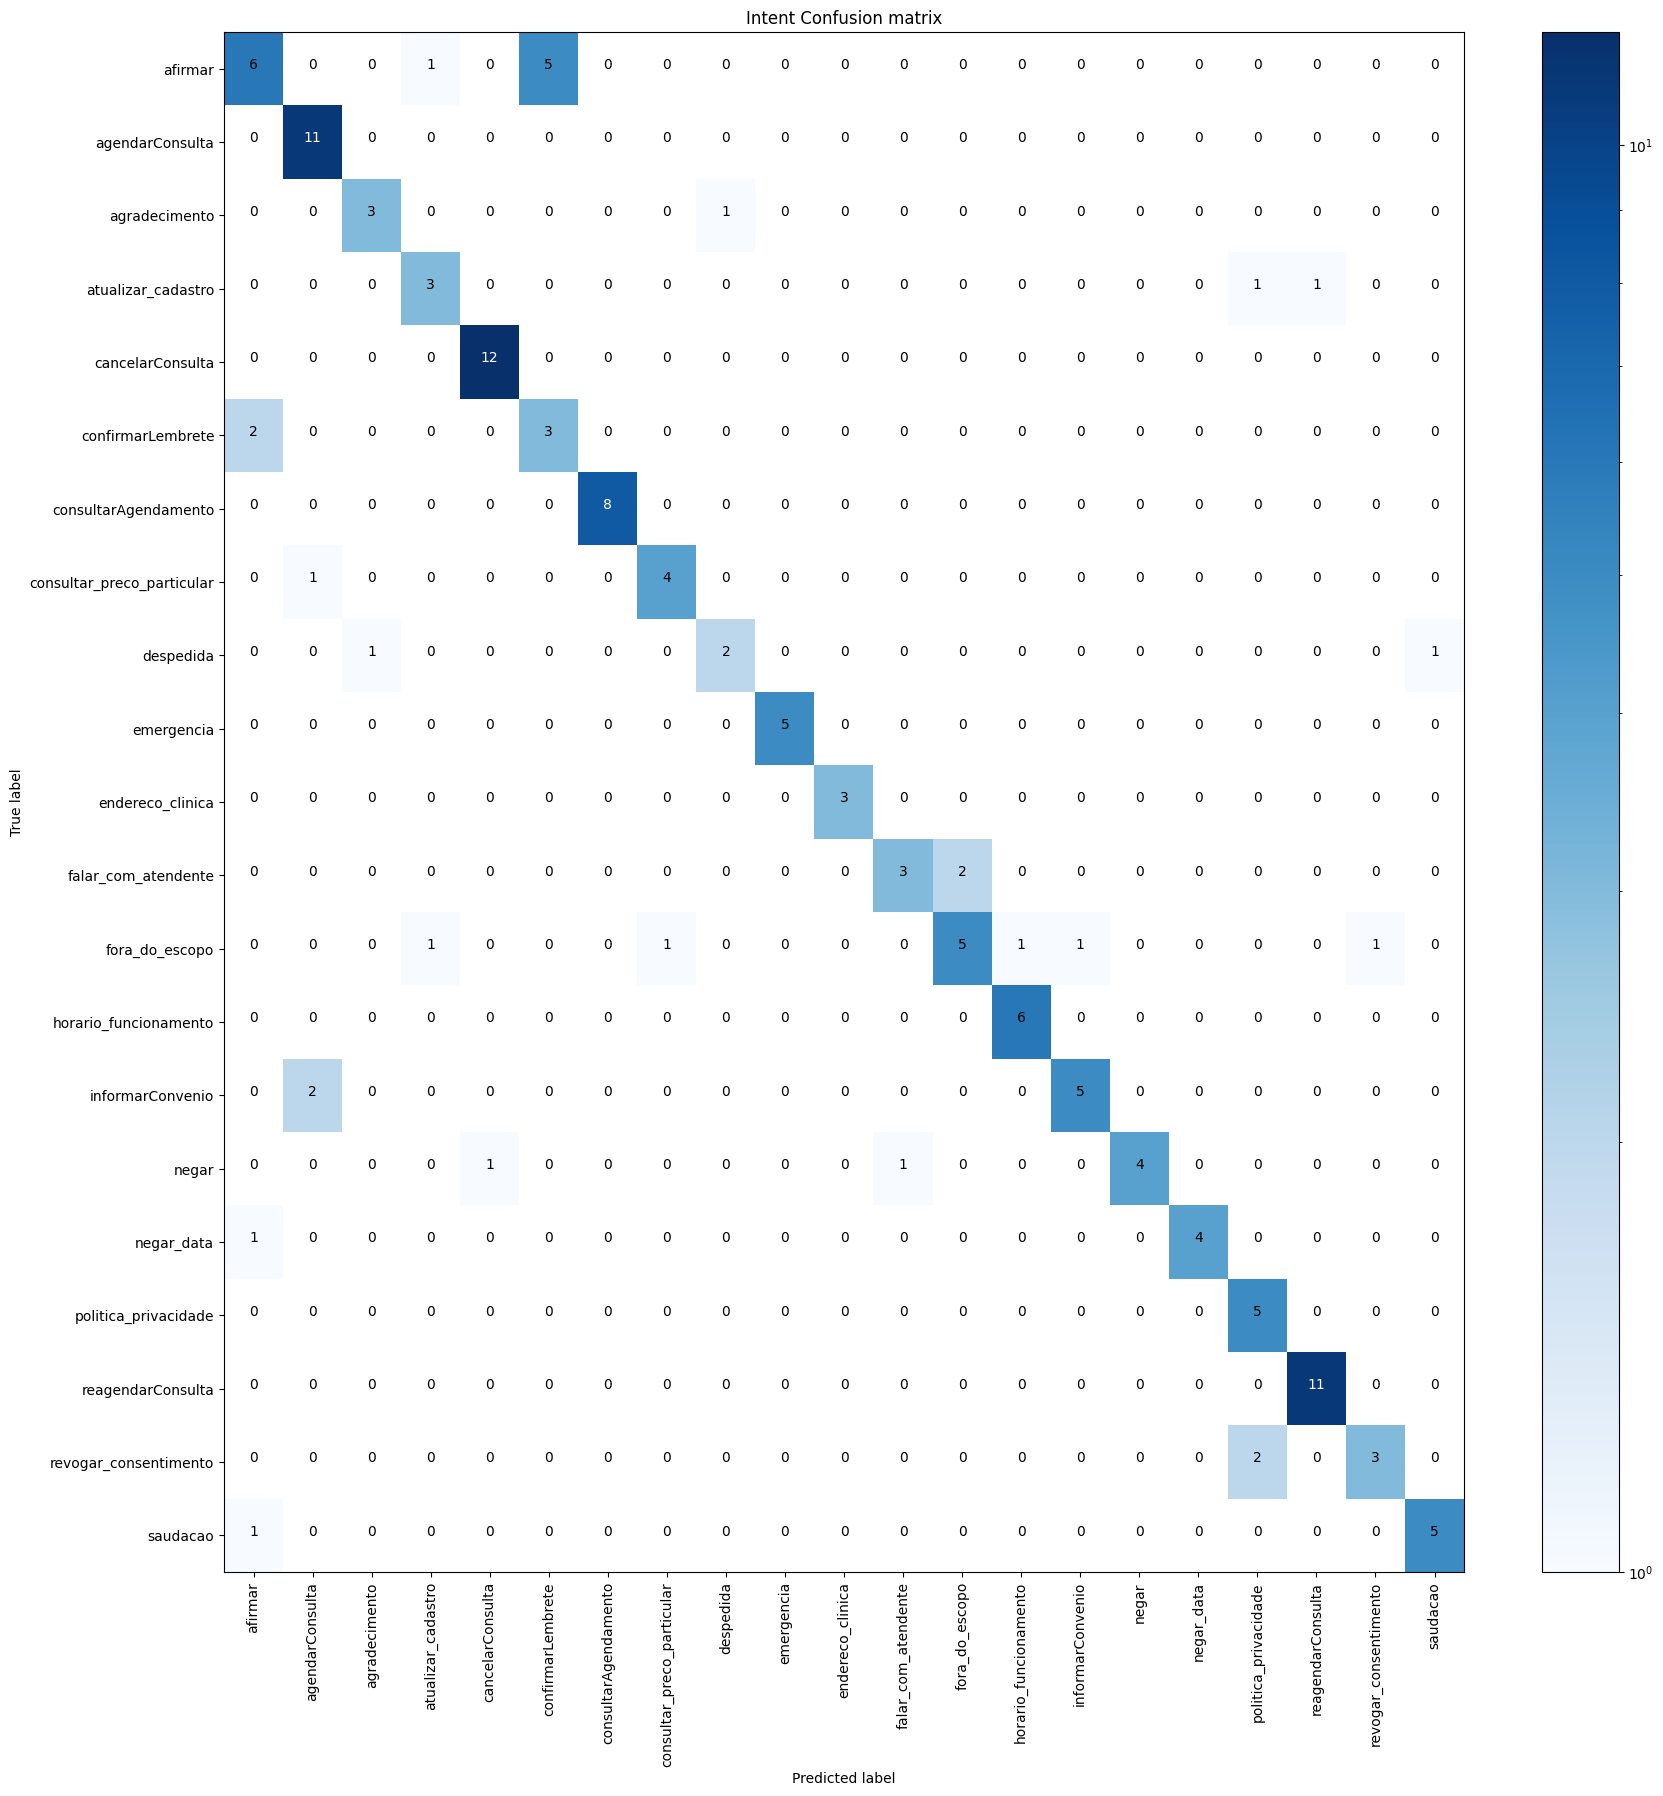 Intent Confusion matrix
afirmar 6 0 0 1 0 5 0 0 0 0 0 0 0 0 0 0 0 0 0 0 0
agendarConsulta 0 11 0 0 0 0 0 0 0 0 0 0 0 0 0 0 0 0 0 0 0
10¹
agradecimento 0 0 3 0 0 0 0 0 1 0 0 0 0 0 0 0 0 0 0 0 0
atualizar_cadastro 0 0 0 3 0 0 0 0 0 0 0 0 0 0 0 0 0 1 1 0 0
cancelarConsulta 0 0 0 0 12 0 0 0 0 0 0 0 0 0 0 0 0 0 0 0 0
confirmarLembrete 2 0 0 0 0 3 0 0 0 0 0 0 0 0 0 0 0 0 0 0 0
consultarAgendamento 0 0 0 0 0 0 8 0 0 0 0 0 0 0 0 0 0 0 0 0 0
consultar_preco_particular 0 1 0 0 0 0 0 4 0 0 0 0 0 0 0 0 0 0 0 0 0
despedida 0 0 1 0 0 0 0 0 2 0 0 0 0 0 0 0 0 0 0 0 1
emergencia 0 0 0 0 0 0 0 0 0 5 0 0 0 0 0 0 0 0 0 0 0
True label
endereco_clinica 0 0 0 0 0 0 0 0 0 0 3 0 0 0 0 0 0 0 0 0 0
falar_com_atendente 0 0 0 0 0 0 0 0 0 0 0 3 2 0 0 0 0 0 0 0 0
fora_do_escopo 0 0 0 1 0 0 0 1 0 0 0 0 5 1 1 0 0 0 0 1 0
horario_funcionamento 0 0 0 0 0 0 0 0 0 0 0 0 0 6 0 0 0 0 0 0 0
informarConvenio 0 2 0 0 0 0 0 0 0 0 0 0 0 0 5 0 0 0 0 0 0
negar 0 0 0 0 1 0 0 0 0 0 0 1 0 0 0 4 0 0 0 0 0
negar_data 1 0 0 0 0 0 0 0 0 0 0 0 0 0 0 0 4 0 0 0 0
politica_privacidade 0 0 0 0 0 0 0 0 0 0 0 0 0 0 0 0 0 5 0 0 0
reagendarConsulta 0 0 0 0 0 0 0 0 0 0 0 0 0 0 0 0 0 0 11 0 0
revogar_consentimento 0 0 0 0 0 0 0 0 0 0 0 0 0 0 0 0 0 2 0 3 0
saudacao 1 0 0 0 0 0 0 0 0 0 0 0 0 0 0 0 0 0 0 0 5
10⁰
afirmar
agendarConsulta
agradecimento
atualizar_cadastro
cancelarConsulta
confirmarLembrete
consultarAgendamento
consultar_preco_particular
despedida
emergencia
endereco_clinica
falar_com_atendente
fora_do_escopo
horario_funcionamento
informarConvenio
negar
negar_data
politica_privacidade
reagendarConsulta
revogar_consentimento
saudacao
Predicted label